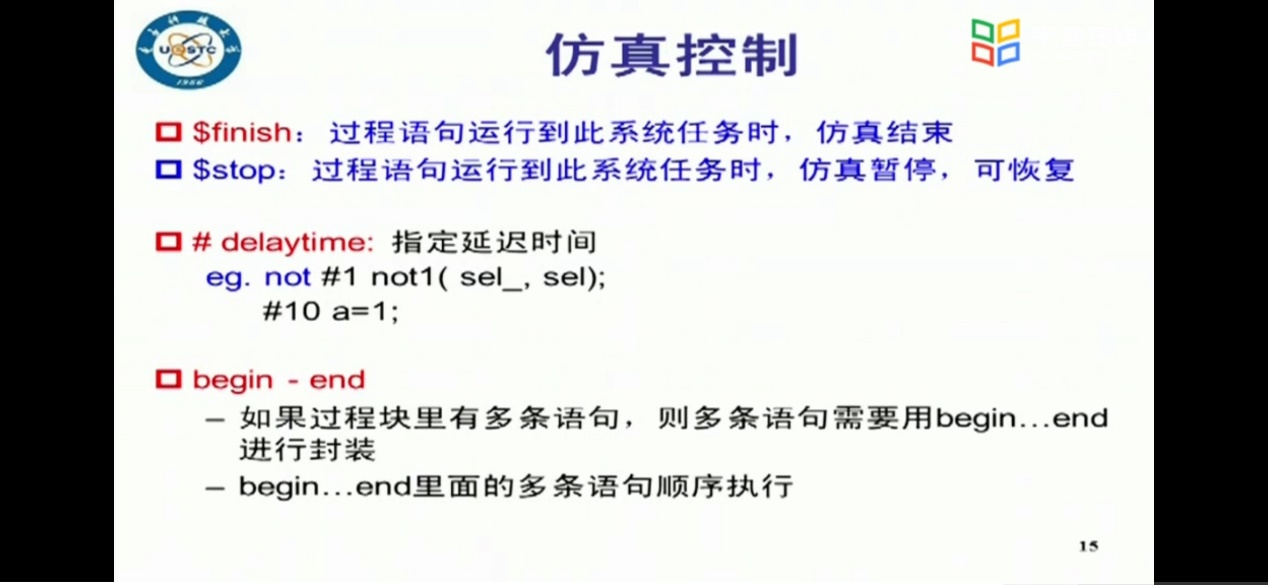 仿真控制
UESTC
1956
$finish： 过程语句运行到此系统任务时，仿真结束
$stop： 过程语句运行到此系统任务时，仿真暂停，可恢复
# delaytime: 指定延迟时间
eg. not #1 not1( sel_, sel);
#10 a=1;
begin - end
– 如果过程块里有多条语句，则多条语句需要用begin…end
进行封装
– begin…end里面的多条语句顺序执行
15